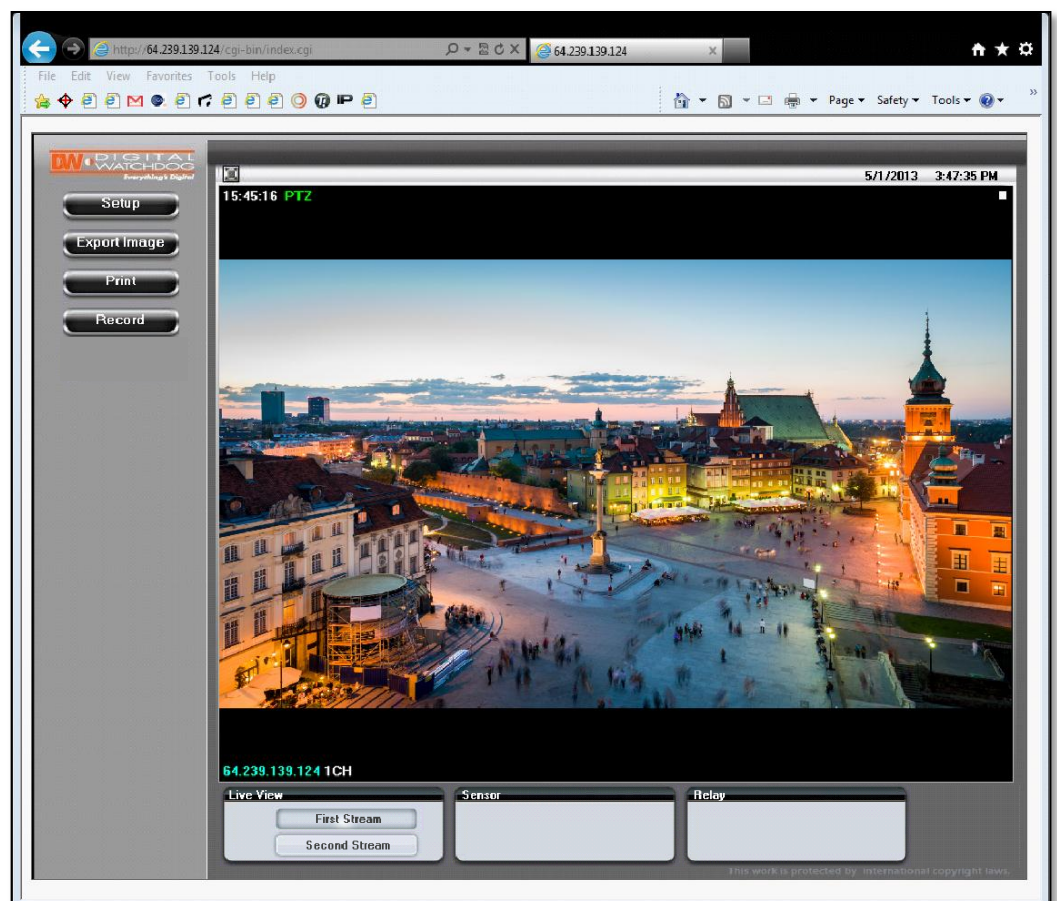 http://64.239.139.124/cgi-bin/index.cgi
64.239.139.124
File Edit View Favorites Tools Help
Page Safety Tools
DW DIGITAL WATCHDOG
Everything's Digital
5/1/2013 3:47:35 PM
Setup
Export Image
Print
Record
15:45:16 PTZ
64.239.139.124 1CH
Live View
First Stream
Second Stream
Sensor
Relay
This work is protected by international copyright laws.